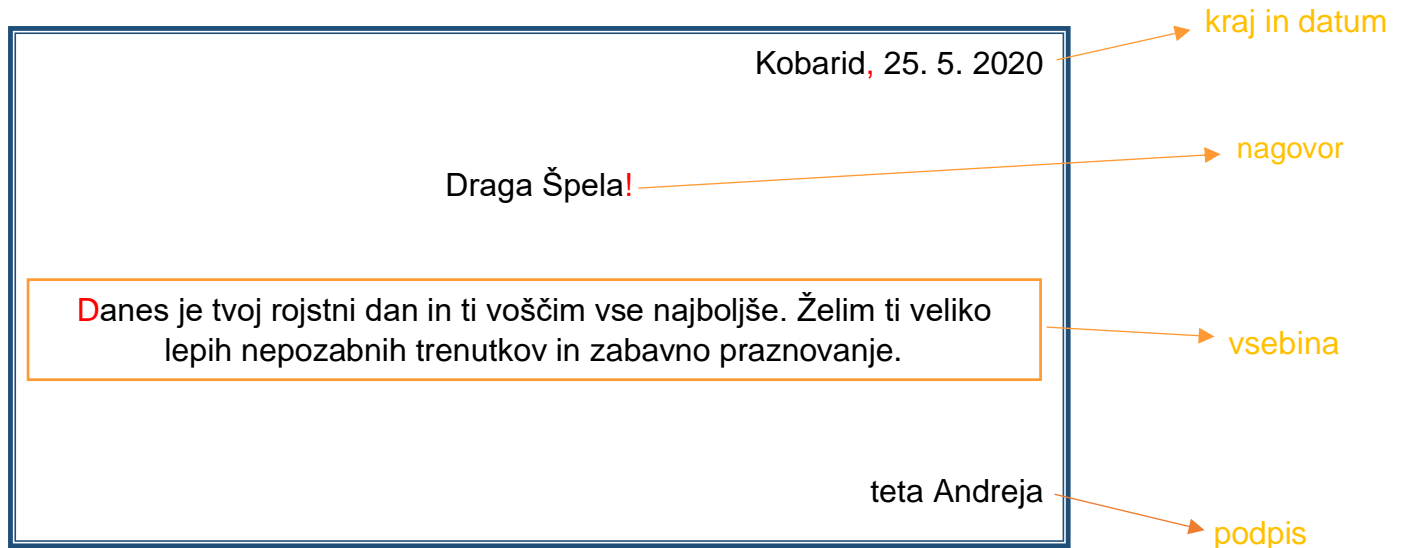 kraj in datum
Kobarid, 25. 5. 2020
nagovor
Draga Špela!
Danes je tvoj rojstni dan in ti voščim vse najboljše. Želim ti veliko
lepih nepozabnih trenutkov in zabavno praznovanje.
vsebina
teta Andreja
podpis